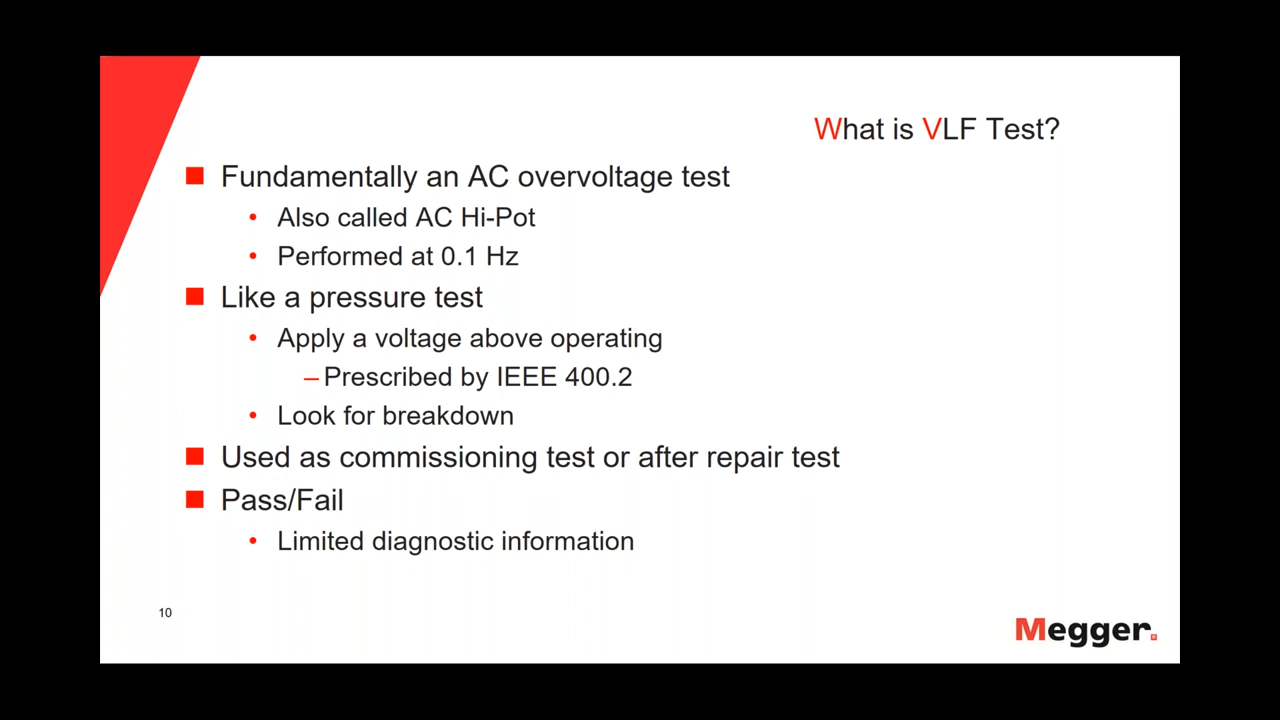 What is VLF Test?
Fundamentally an AC overvoltage test
Also called AC Hi-Pot
Performed at 0.1 Hz
Like a pressure test
Apply a voltage above operating
– Prescribed by IEEE 400.2
Look for breakdown
Used as commissioning test or after repair test
Pass/Fail
Limited diagnostic information
10
Megger.